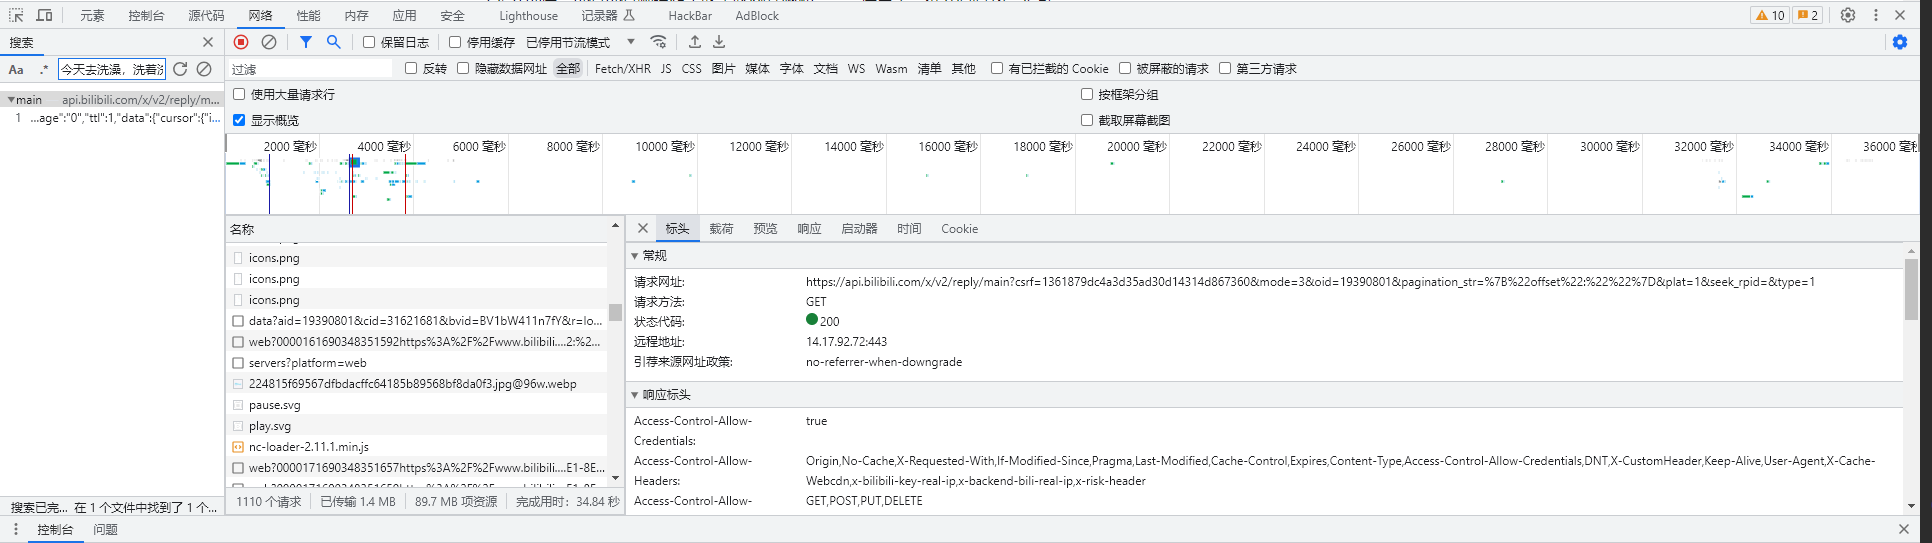 元素 控制台 源代码 网络 性能 内存 应用 安全 Lighthouse 记录器 HackBar AdBlock 10 2
搜索 保留日志 停用缓存 已停用节流模式
Aa .* 今天去洗澡，洗着 过滤 反转 隐藏数据网址 全部 Fetch/XHR JS CSS 图片 媒体 字体 文档 WS Wasm 清单 其他 有已拦截的 Cookie 被屏蔽的请求 第三方请求
main api.bilibili.com/x/v2/reply/m...
1 ...age":"0","ttl":1,"data":{"cursor":{"i...
使用大量请求行 按框架分组
显示概览 截取屏幕截图
2000 毫秒 4000 毫秒 6000 毫秒 8000 毫秒 10000 毫秒 12000 毫秒 14000 毫秒 16000 毫秒 18000 毫秒 20000 毫秒 22000 毫秒 24000 毫秒 26000 毫秒 28000 毫秒 30000 毫秒 32000 毫秒 34000 毫秒 36000 毫秒
名称
icons.png
icons.png
icons.png
data?aid=19390801&cid=31621681&bvid=BV1bW411n7fY&r=lo...
web?0000161690348351592https%3A%2F%2Fwww.bilibili....2:%2...
servers?platform=web
224815f69567dfbdacffc64185b89568bf8da0f3.jpg@96w.webp
pause.svg
play.svg
nc-loader-2.11.1.min.js
web?0000171690348351657https%3A%2F%2Fwww.bilibili....E1-8E...
1110 个请求 已传输 1.4 MB 89.7 MB 项资源 完成用时：34.84 秒
标头 载荷 预览 响应 启动器 时间 Cookie
常规
请求网址: https://api.bilibili.com/x/v2/reply/main?csrf=1361879dc4a3d35ad30d14314d867360&mode=3&oid=19390801&pagination_str=%7B%22offset%22:%22%22%7D&plat=1&seek_rpid=&type=1
请求方法: GET
状态代码: 200
远程地址: 14.17.92.72:443
引荐来源网址政策: no-referrer-when-downgrade
响应标头
Access-Control-Allow-Credentials: true
Access-Control-Allow-Headers: Origin,No-Cache,X-Requested-With,If-Modified-Since,Pragma,Last-Modified,Cache-Control,Expires,Content-Type,Access-Control-Allow-Credentials,DNT,X-CustomHeader,Keep-Alive,User-Agent,X-Cache-
Webcdn,x-bilibili-key-real-ip,x-backend-bili-real-ip,x-risk-header
Access-Control-Allow- GET,POST,PUT,DELETE
搜索已完... 在 1 个文件中找到了 1 个...
控制台 问题